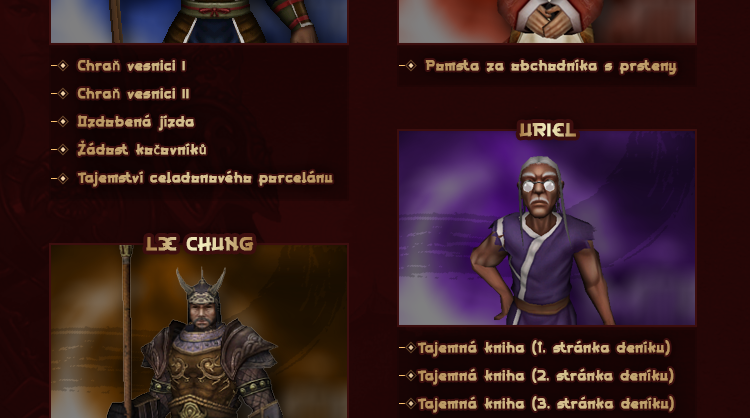 Chraň vesnici I
Chraň vesnici II
Ozdobená jízda
Žádost kočovníků
Tajemství celadonového porcelánu
LEE CHUNG
Pomsta za obchodníka s prsteny
URIEL
Tajemná kniha (1. stránka deníku)
Tajemná kniha (2. stránka deníku)
Tajemná kniha (3. stránka deníku)